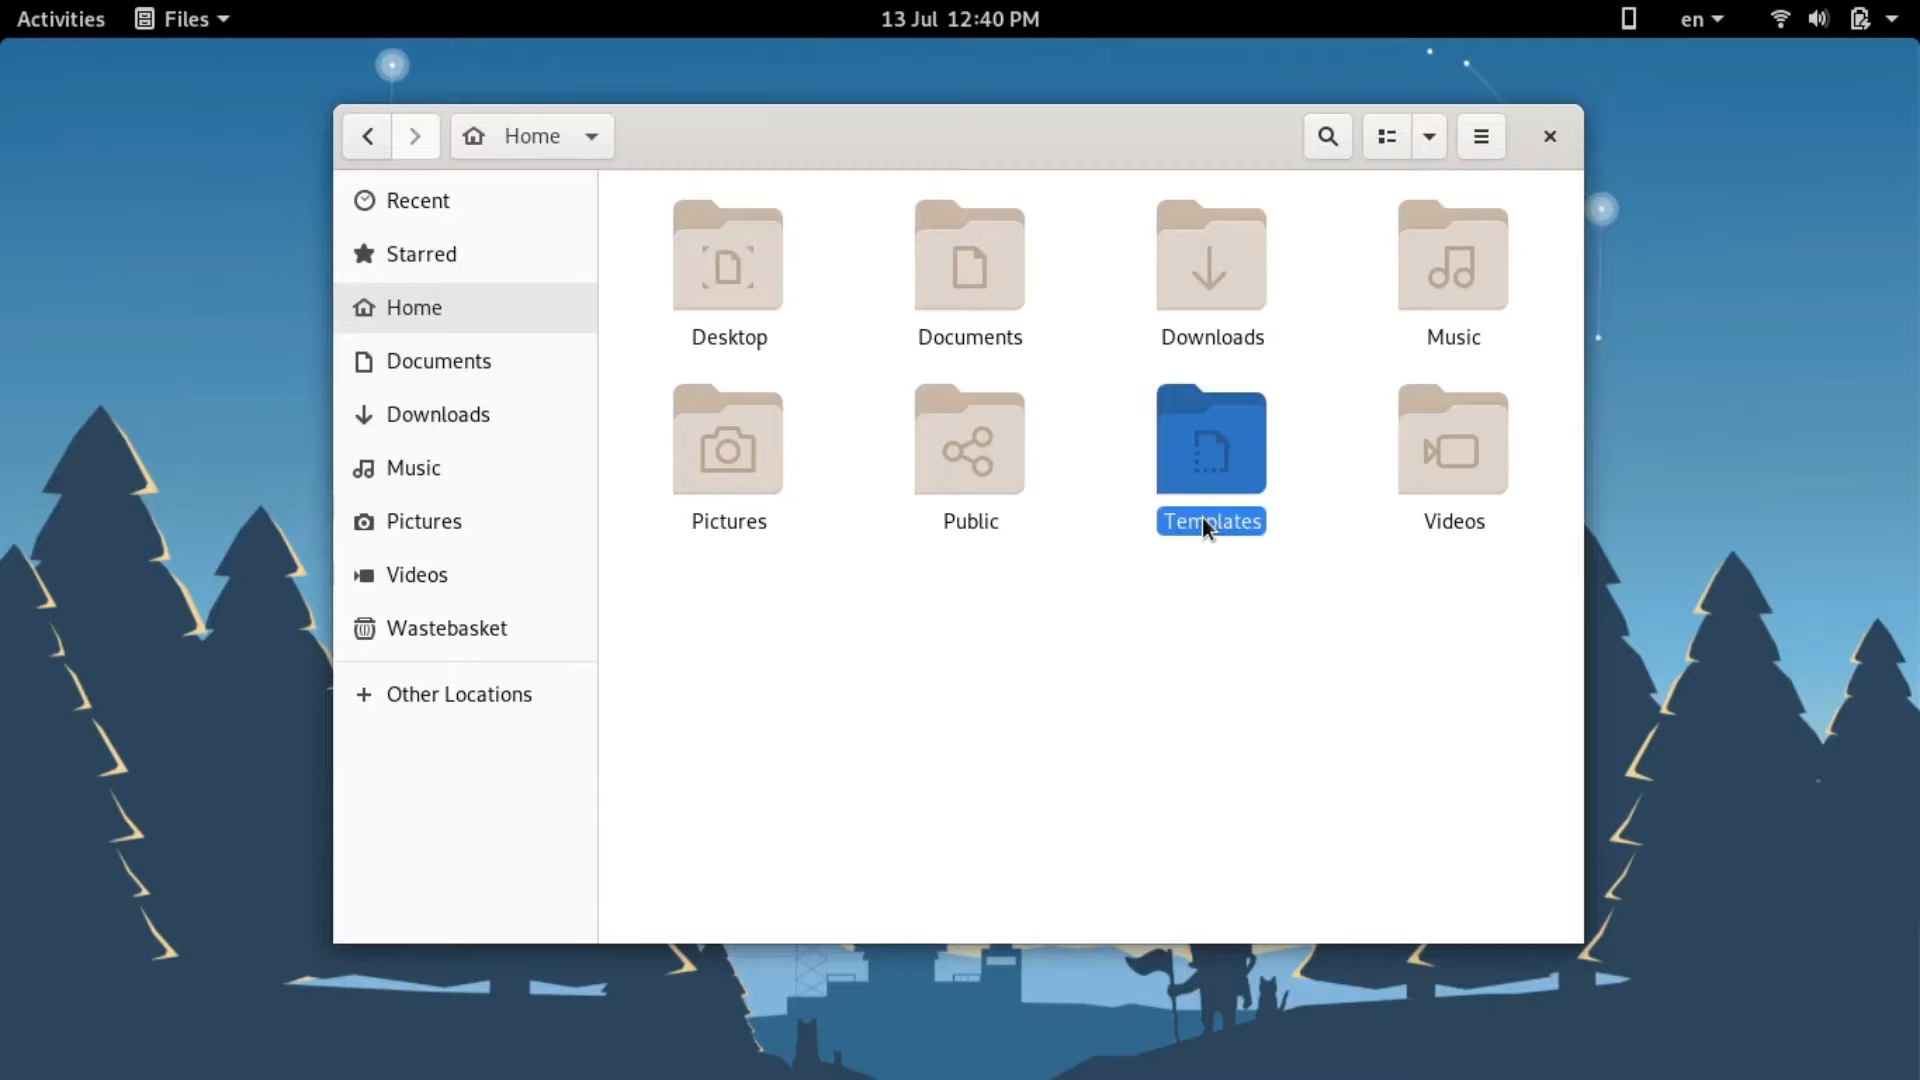 Activities Files 13 Jul 12:40 PM en
Home
Recent
Starred
Home
Documents
Downloads
Music
Pictures
Videos
Wastebasket
Other Locations
Desktop Documents Downloads Music
Pictures Public Templates Videos